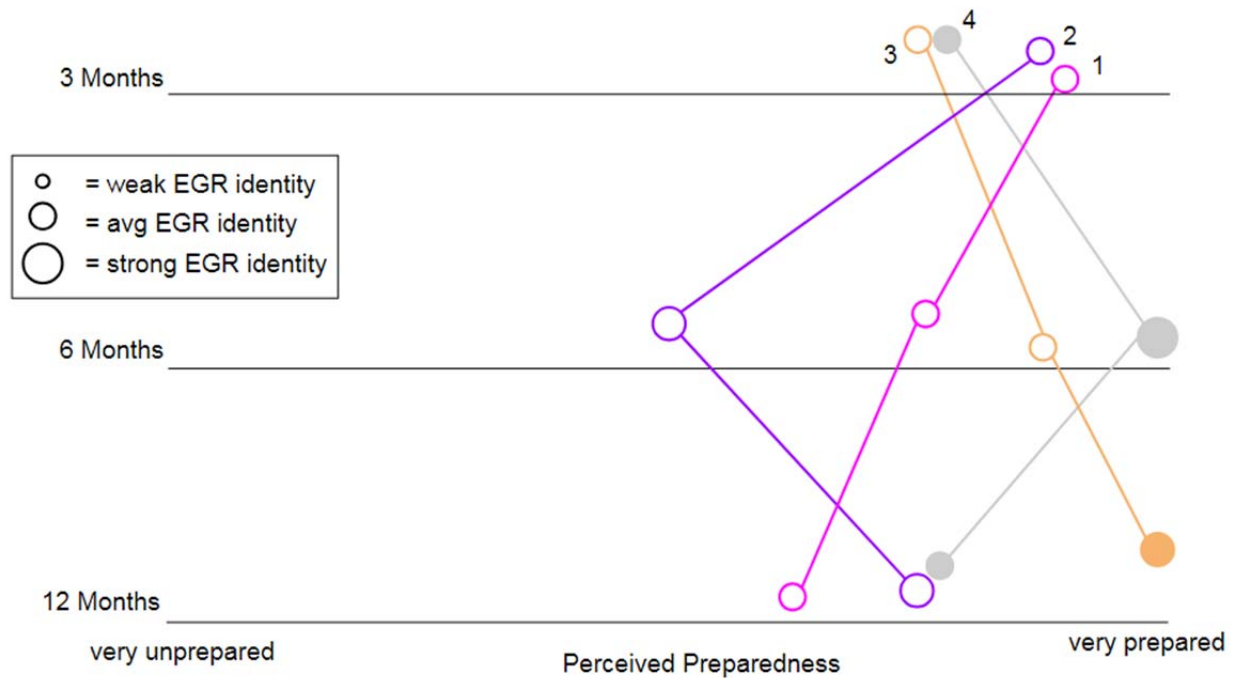 4
3
2
1
3 Months
= weak EGR identity
= avg EGR identity
= strong EGR identity
6 Months
12 Months
very unprepared
Perceived Preparedness
very prepared